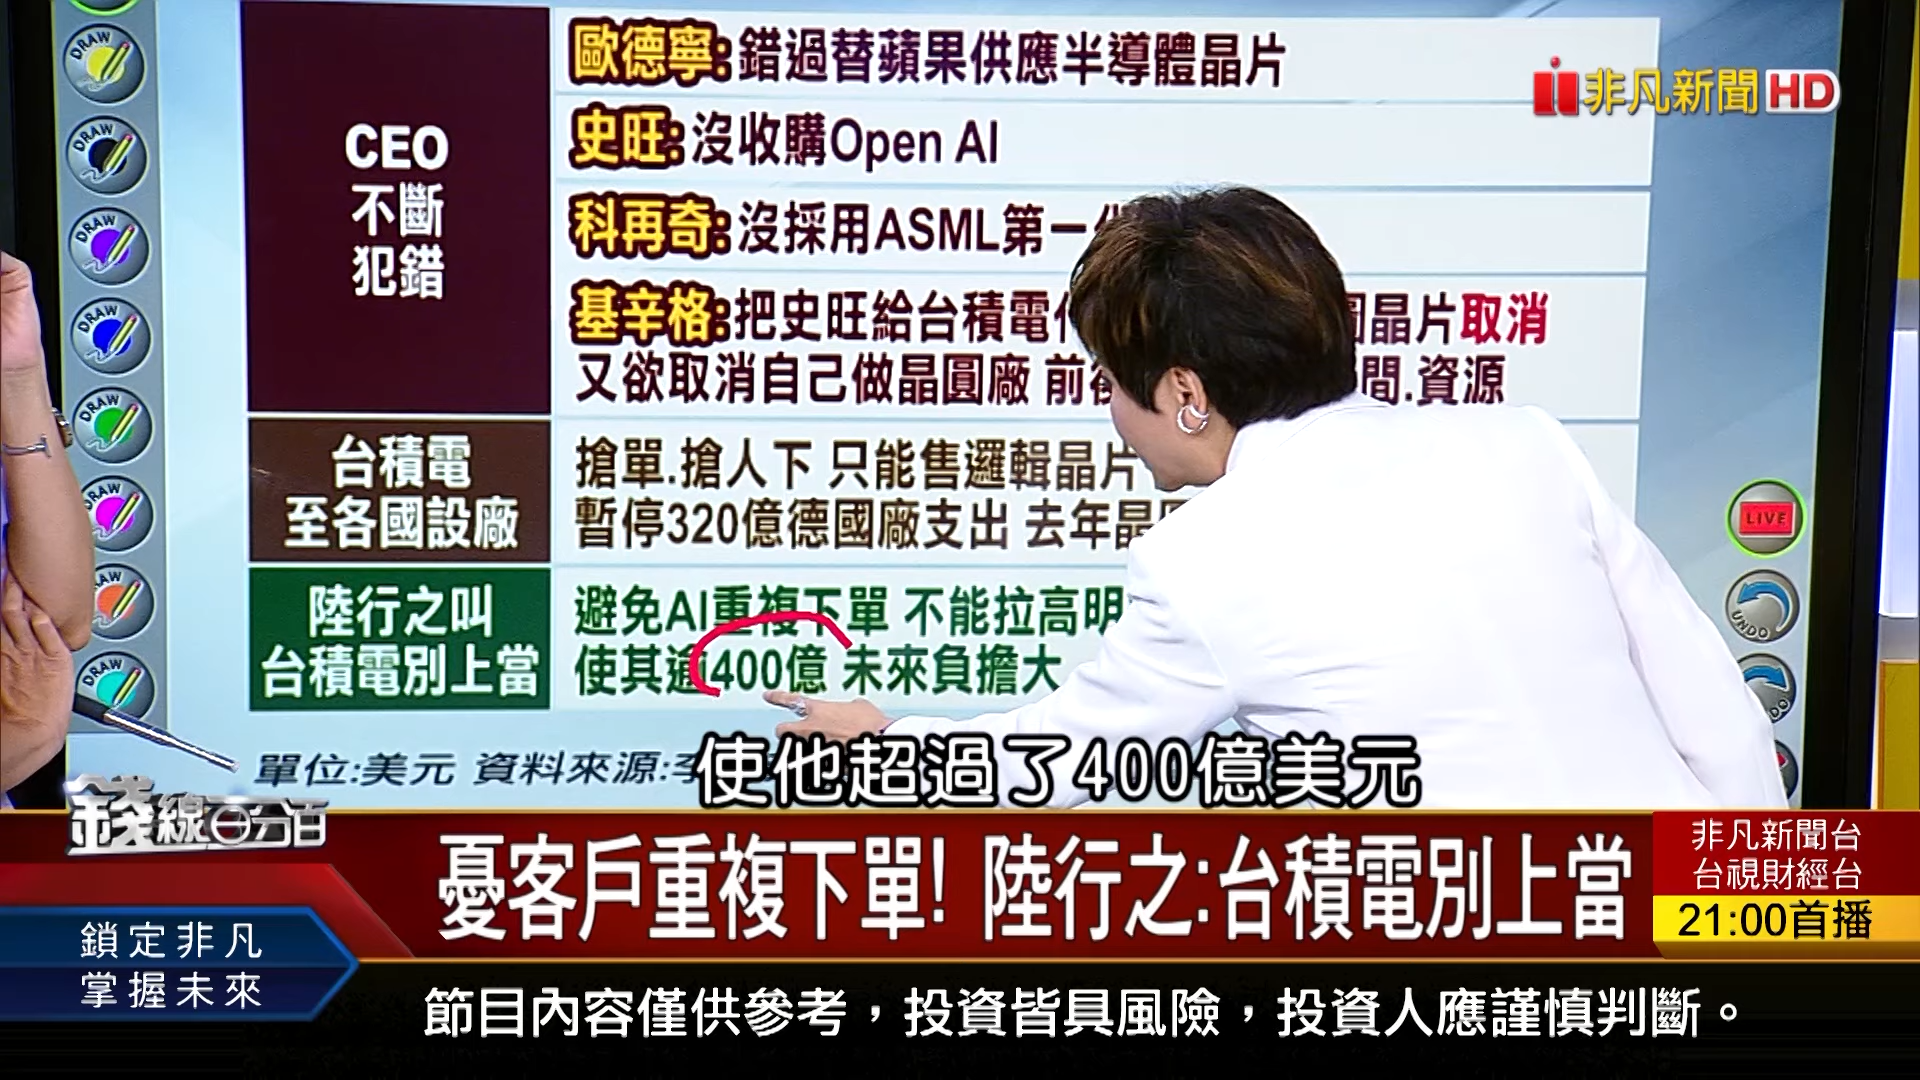 歐德寧:錯過替蘋果供應半導體晶片
非凡新聞HD
CEO
不斷
犯錯
史旺:沒收購Open AI
科再奇:沒採用ASML第一
基辛格:把史旺給台積電 晶片取消
又欲取消自己做晶圓廠 前 間.資源
台積電
至各國設廠
搶單.搶人下 只能售邏輯晶片
暫停320億德國廠支出 去年晶
陸行之叫
台積電別上當
避免AI重複下單 不能拉高明
使其逾400億 未來負擔大
單位:美元 資料來源:
DRAW
DRAW
DRAW
DRAW
DRAW
DRAW
DRAW
DRAW
LIVE
UNDO
使他超過了400億美元
錢線百分百
憂客戶重複下單! 陸行之:台積電別上當
非凡新聞台
台視財經台
21:00首播
鎖定非凡
掌握未來
節目內容僅供參考，投資皆具風險，投資人應謹慎判斷。